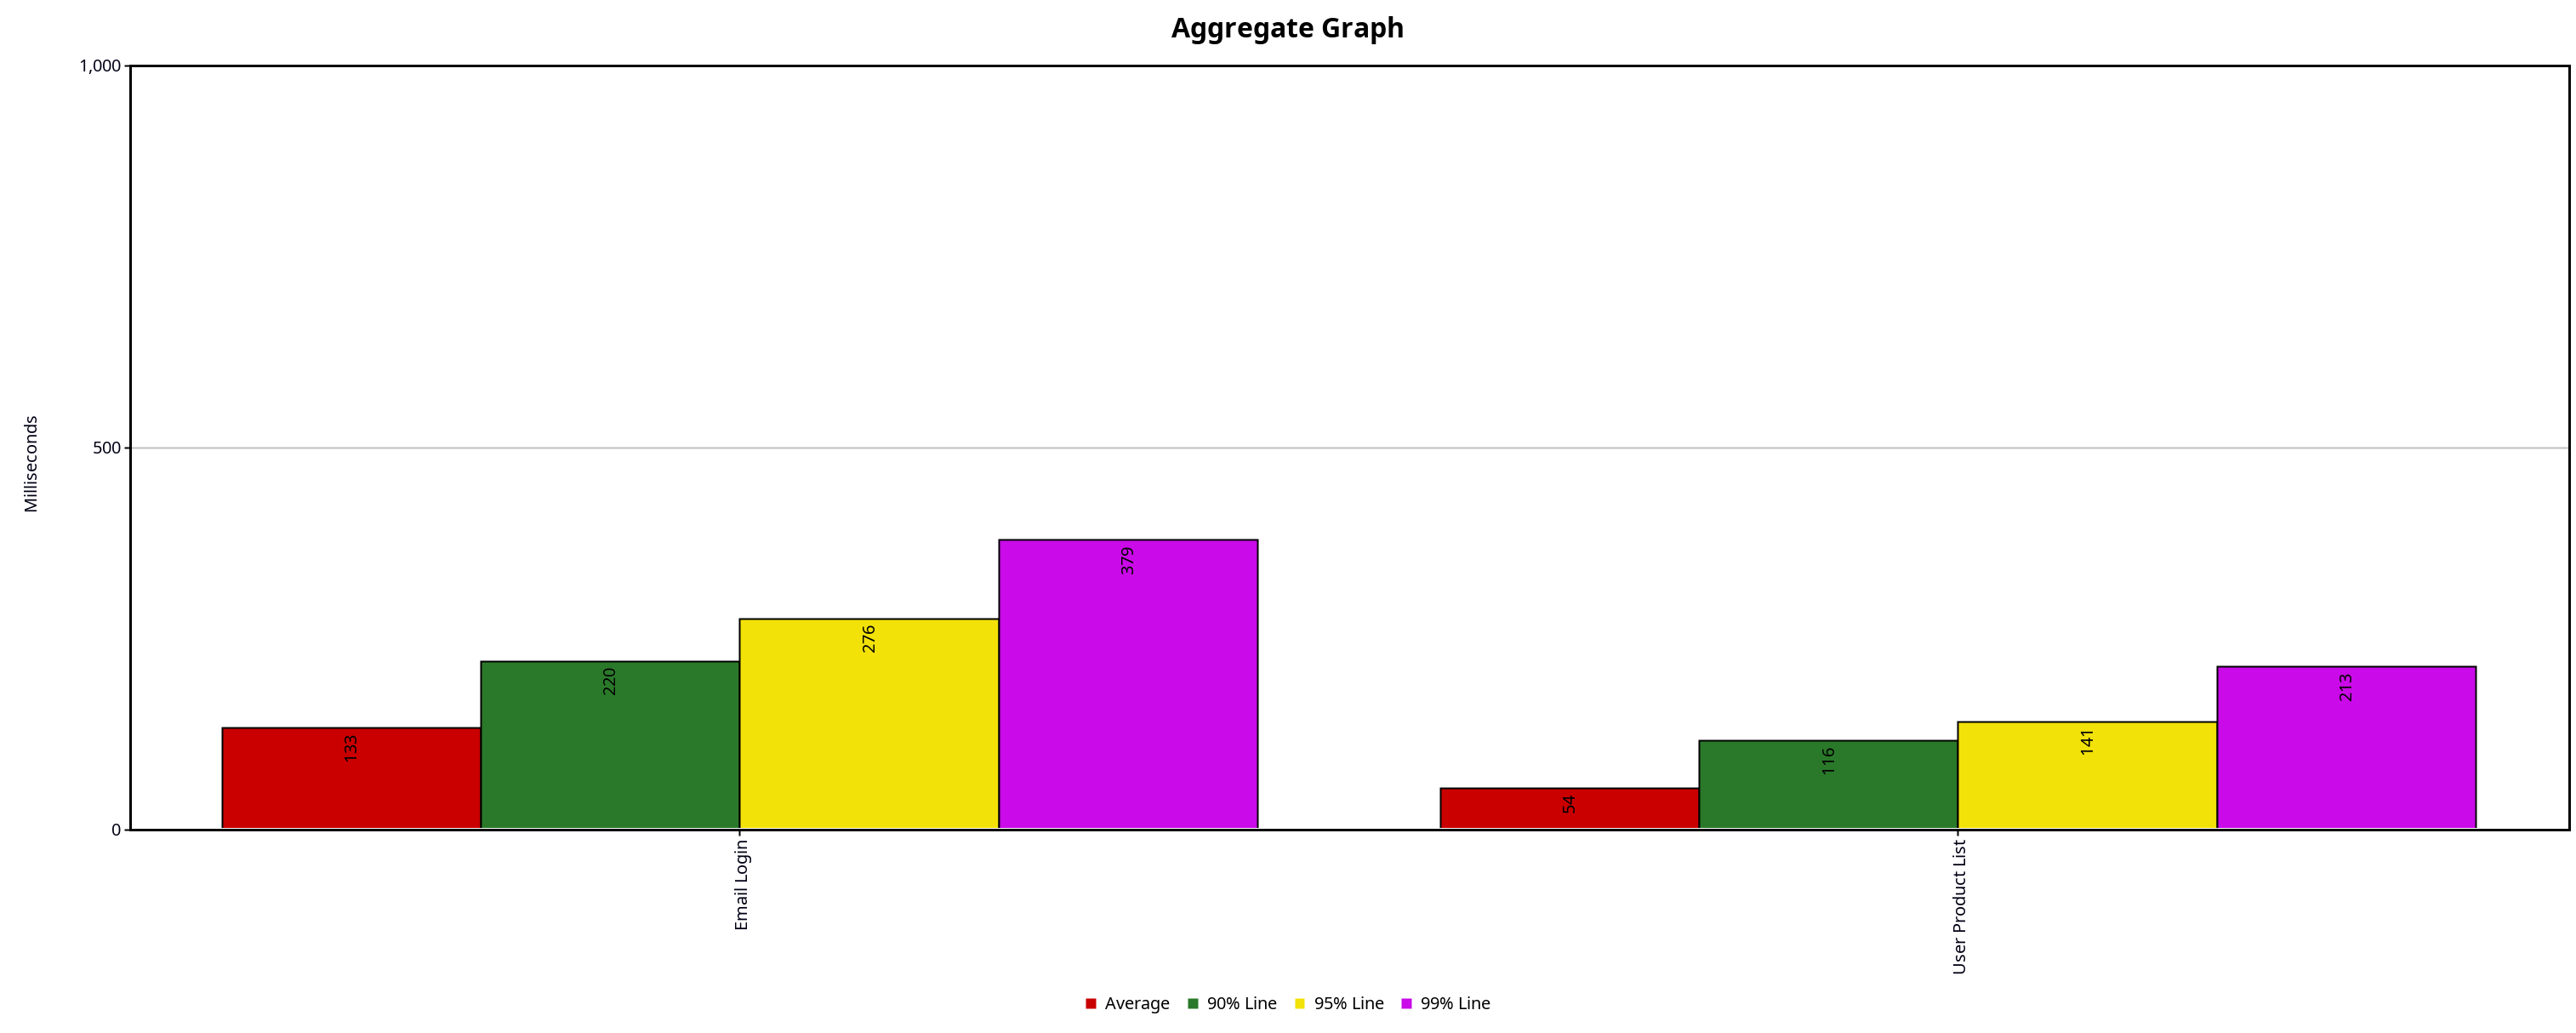 Aggregate Graph
1,000
500
0
Milliseconds
133
220
276
379
54
116
141
213
Email Login
User Product List
Average
90% Line
95% Line
99% Line